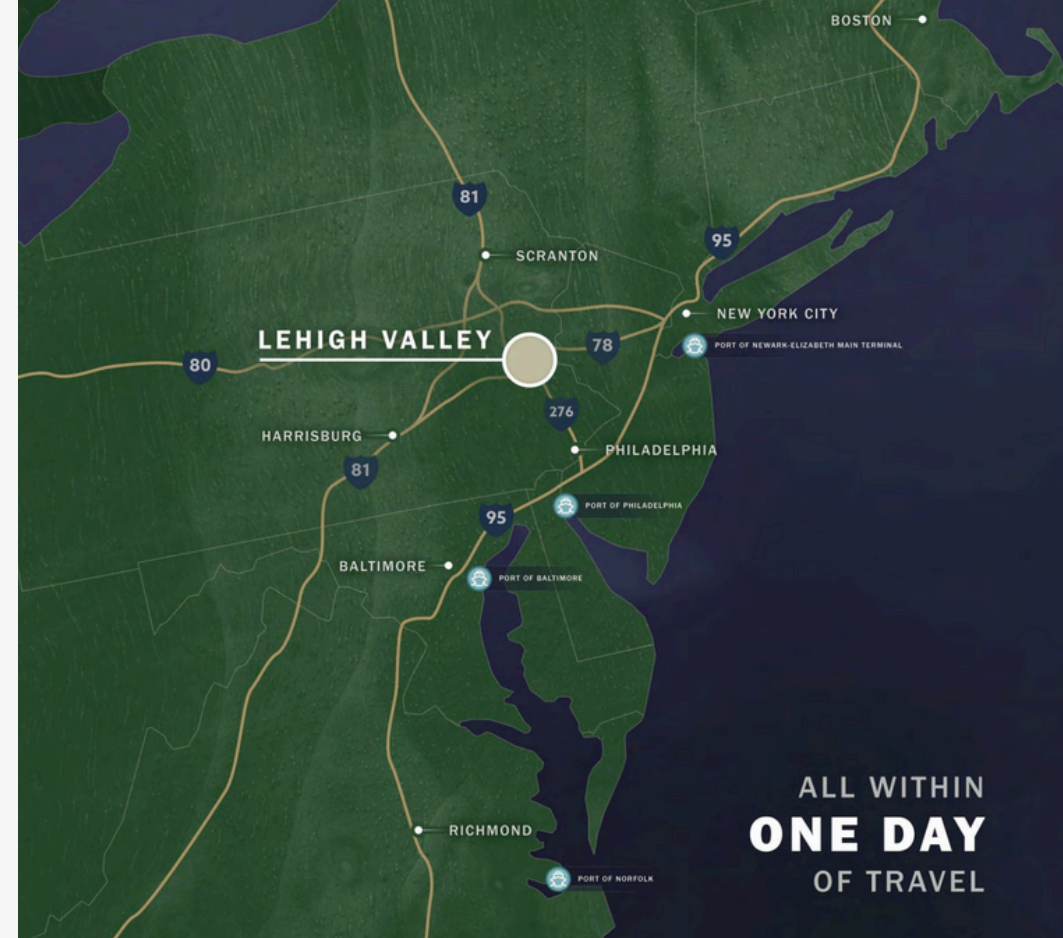 BOSTON
81
95
SCRANTON
NEW YORK CITY
LEHIGH VALLEY
78
PORT OF NEWARK-ELIZABETH MAIN TERMINAL
80
276
HARRISBURG
PHILADELPHIA
81
PORT OF PHILADELPHIA
95
BALTIMORE
PORT OF BALTIMORE
ALL WITHIN
ONE DAY
OF TRAVEL
RICHMOND
PORT OF NORFOLK